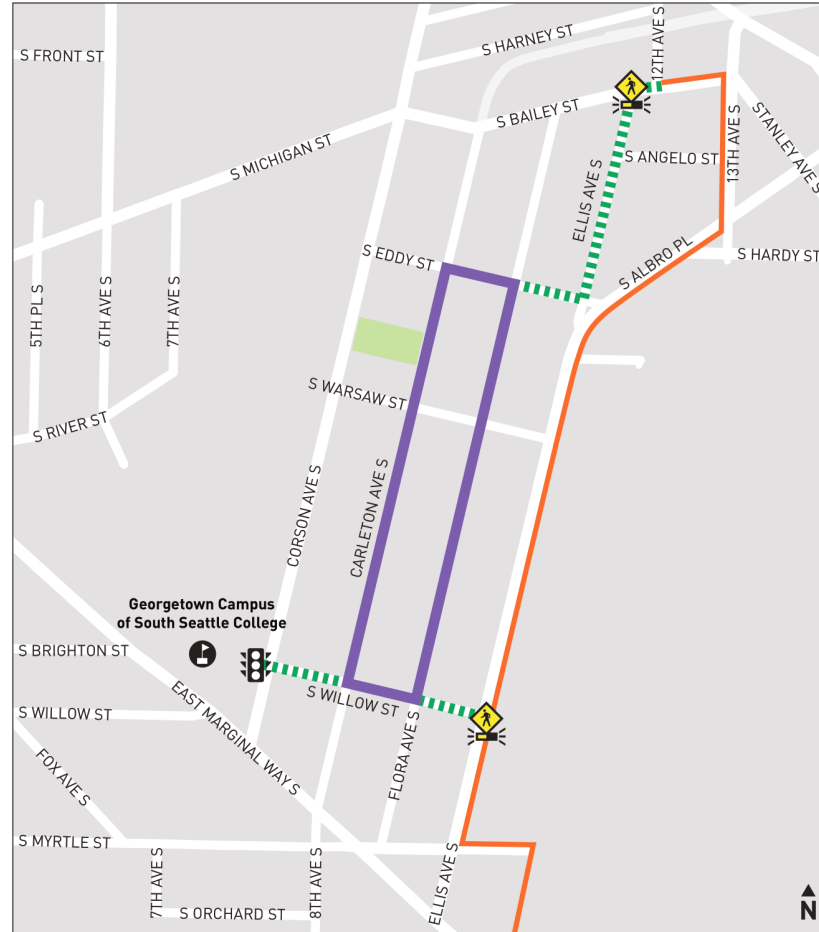 S HARNEY ST
12TH AVE S
S FRONT ST
S BAILEY ST
13TH AVE S
STANLEY AVE S
S MICHIGAN ST
S ANGELO ST
ELLIS AVE S
S EDDY ST
S ALBRO PL
S HARDY ST
5TH PL S
6TH AVE S
7TH AVE S
S WARSAW ST
S RIVER ST
CORSON AVE S
CARLETON AVE S
Georgetown Campus
of South Seattle College
S BRIGHTON ST
S WILLOW ST
S WILLOW ST
EAST MARGINAL WAY S
FLORA AVE S
FOX AVE S
S MYRTLE ST
7TH AVE S
8TH AVE S
ELLIS AVE S
S ORCHARD ST
N